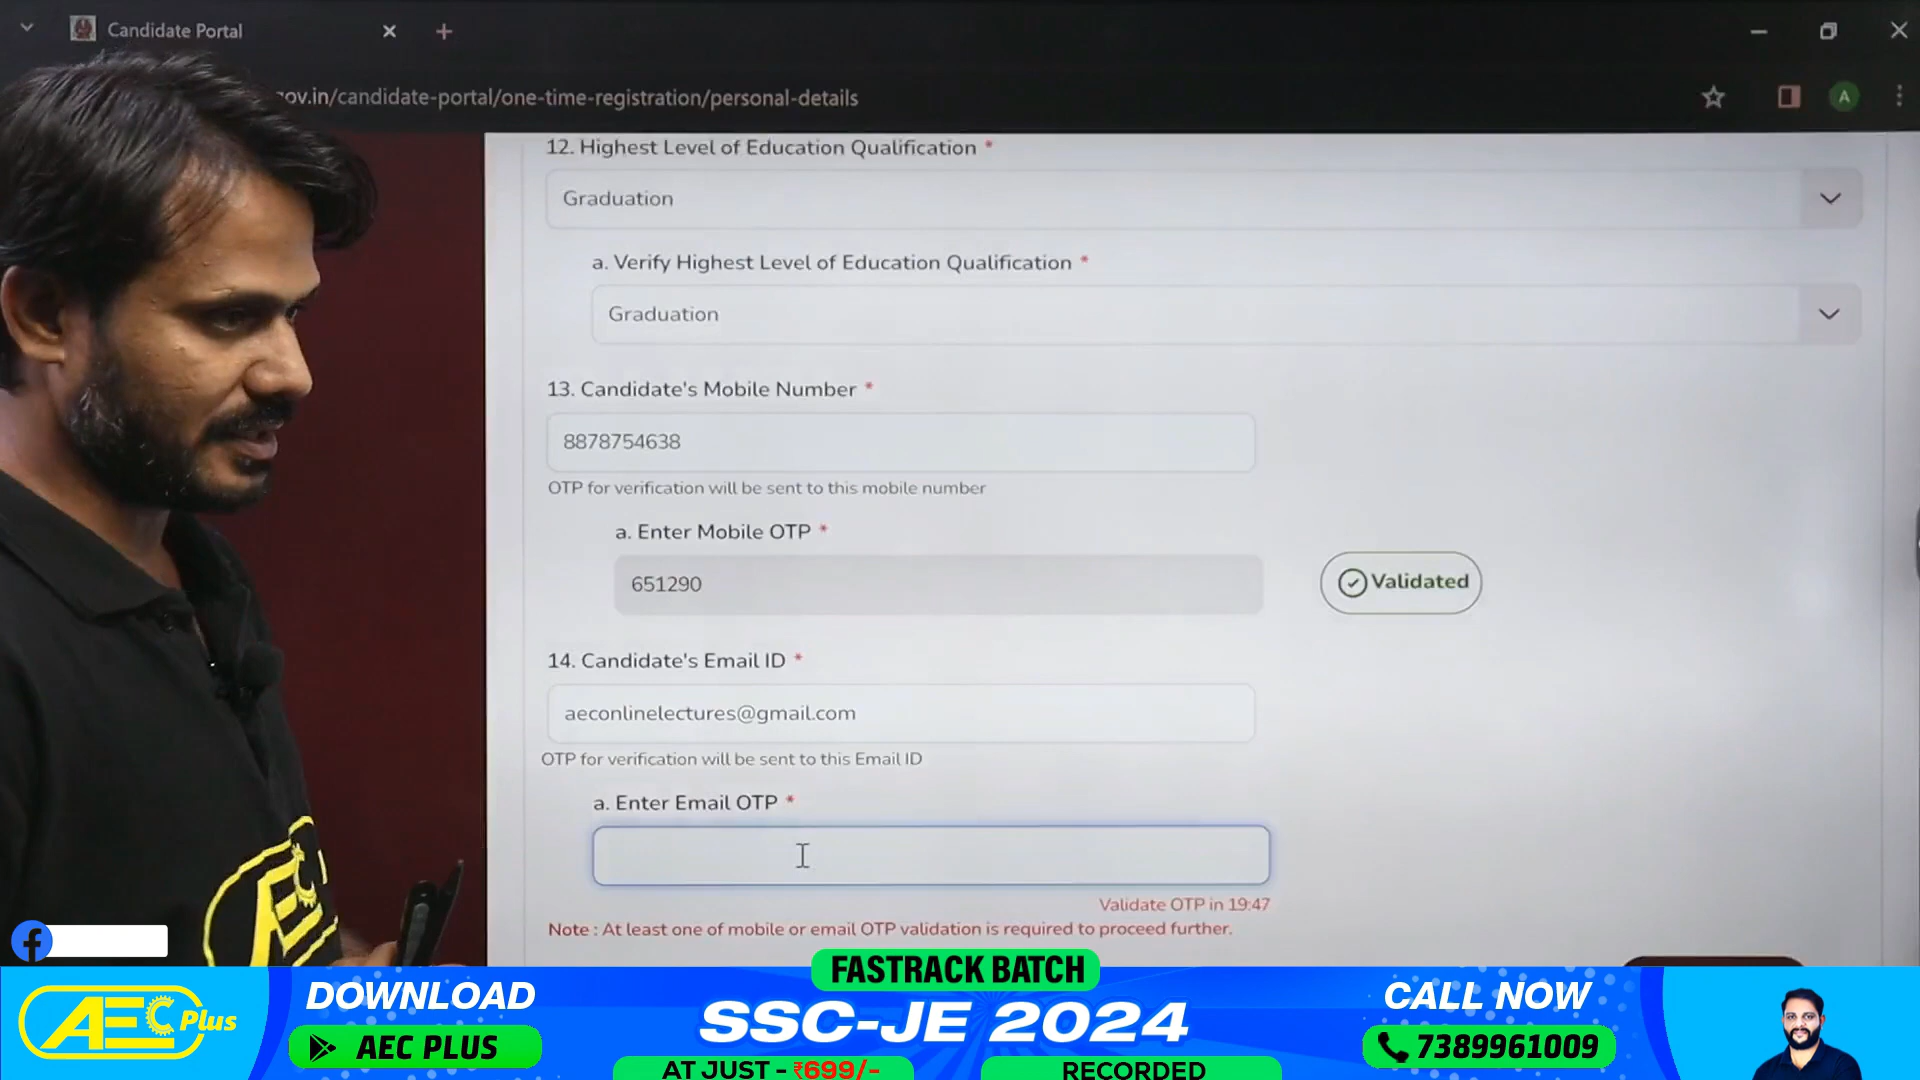 Candidate Portal
gov.in/candidate-portal/one-time-registration/personal-details
A
12. Highest Level of Education Qualification *
Graduation
a. Verify Highest Level of Education Qualification *
Graduation
13. Candidate's Mobile Number *
8878754638
OTP for verification will be sent to this mobile number
a. Enter Mobile OTP *
651290
Validated
14. Candidate's Email ID *
aeconlinelectures@gmail.com
OTP for verification will be sent to this Email ID
a. Enter Email OTP *
Validate OTP in 19:47
Note : At least one of mobile or email OTP validation is required to proceed further.
AEC
f
AEC Plus
DOWNLOAD
AEC PLUS
FASTRACK BATCH
SSC-JE 2024
AT JUST - ₹699/-
RECORDED
CALL NOW
7389961009